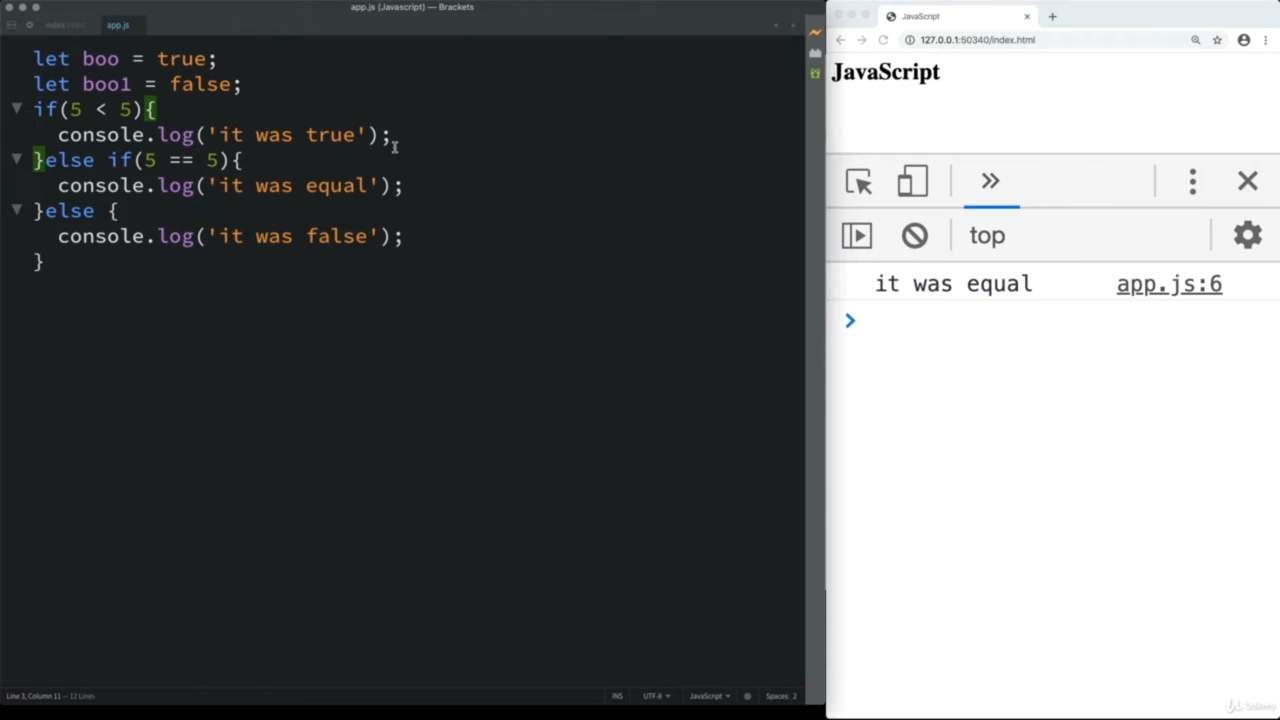 app.js (Javascript) — Brackets
index.html
app.js
let boo = true;
let boo1 = false;
if(5 < 5){
console.log('it was true');
}else if(5 == 5){
console.log('it was equal');
}else {
console.log('it was false');
}
Line 3, Column 11 — 12 Lines
INS
UTF-8
JavaScript
Spaces: 2
JavaScript
127.0.0.1:50340/index.html
JavaScript
top
it was equal
app.js:6
Udemy